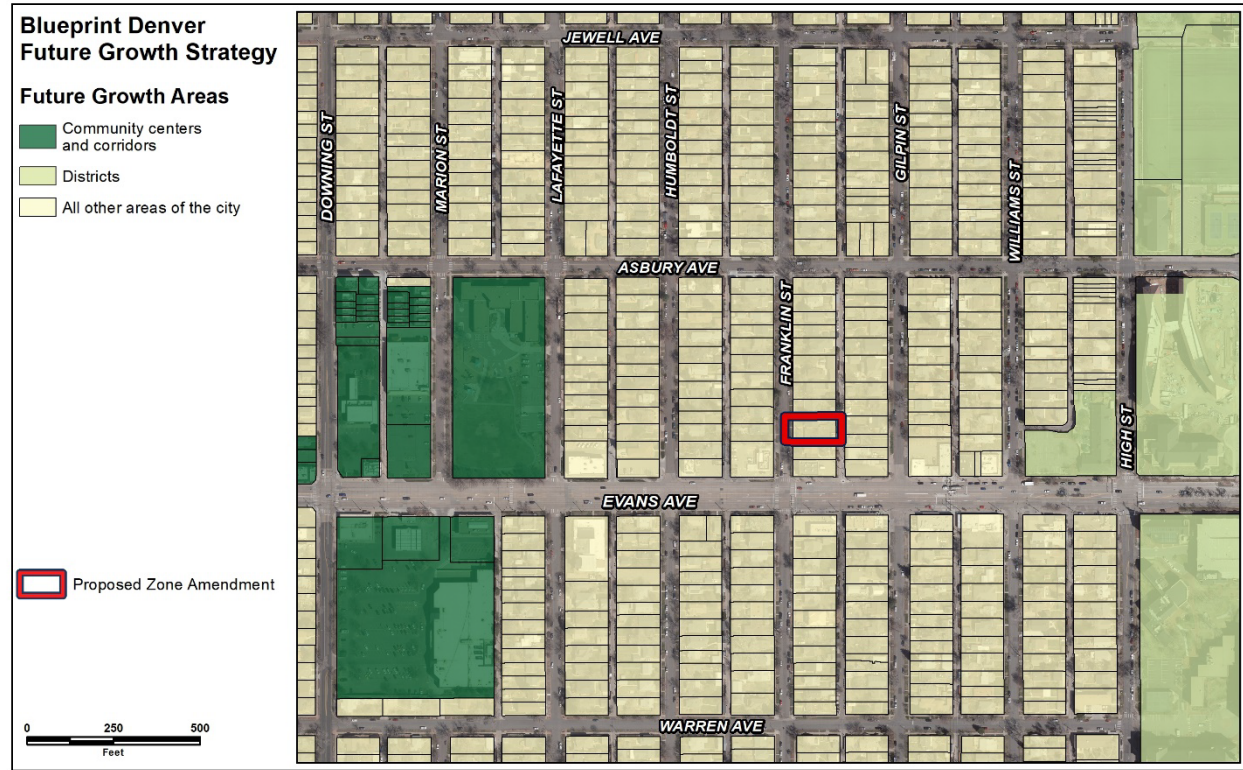 Blueprint Denver
Future Growth Strategy
Future Growth Areas
Community centers
and corridors
Districts
All other areas of the city
Proposed Zone Amendment
0 250 500
Feet
JEWELL AVE
DOWNING ST
MARION ST
LAFAYETTE ST
HUMBOLDT ST
GILPIN ST
WILLIAMS ST
ASBURY AVE
FRANKLIN ST
HIGH ST
EVANS AVE
WARREN AVE